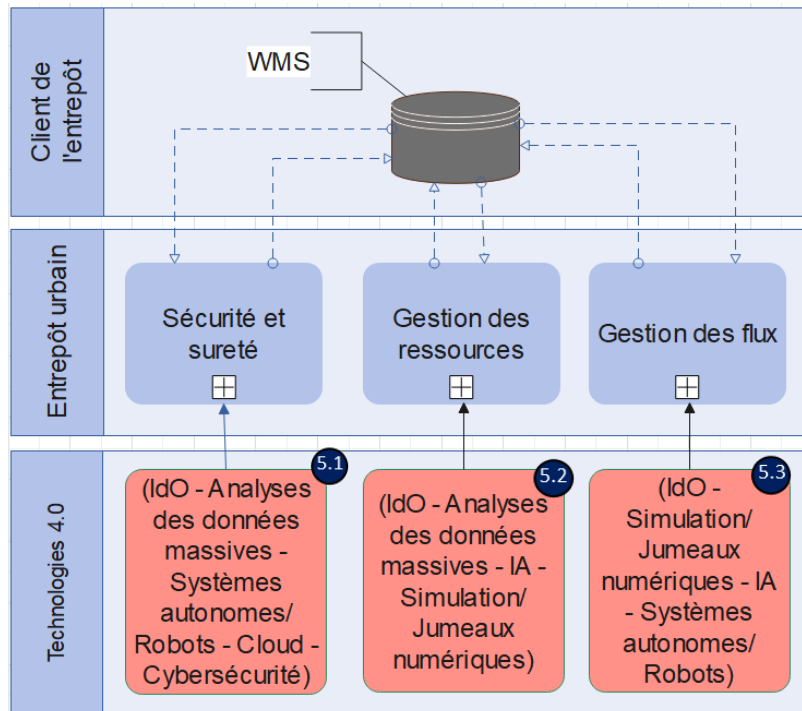 Client de
l'entrepôt
WMS
Entrepôt urbain
Sécurité et
sureté
Gestion des
ressources
Gestion des flux
Technologies 4.0
5.1
(IdO - Analyses
des données
massives -
Systèmes
autonomes/
Robots - Cloud -
Cybersécurité)
5.2
(IdO - Analyses
des données
massives - IA -
Simulation/
Jumeaux
numériques)
5.3
(IdO -
Simulation/
Jumeaux
numériques - IA
- Systèmes
autonomes/
Robots)